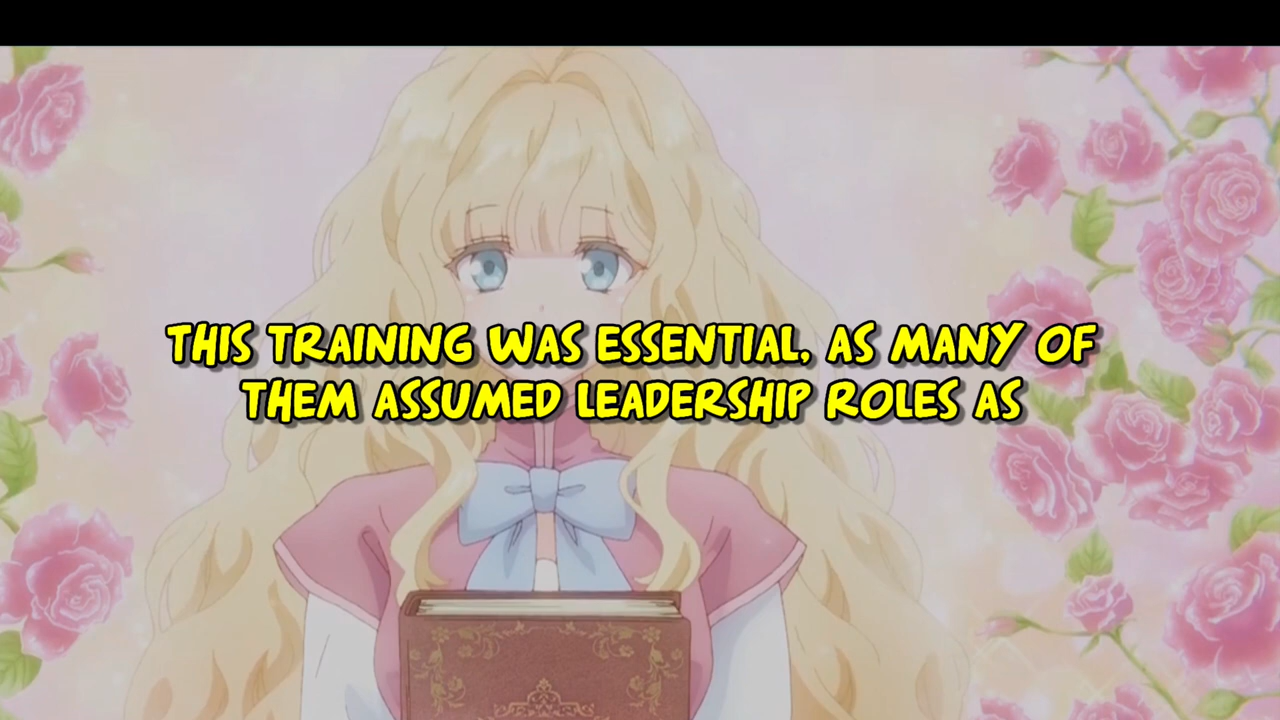 THIS TRAINING WAS ESSENTIAL, AS MANY OF
THEM ASSUMED LEADERSHIP ROLES AS